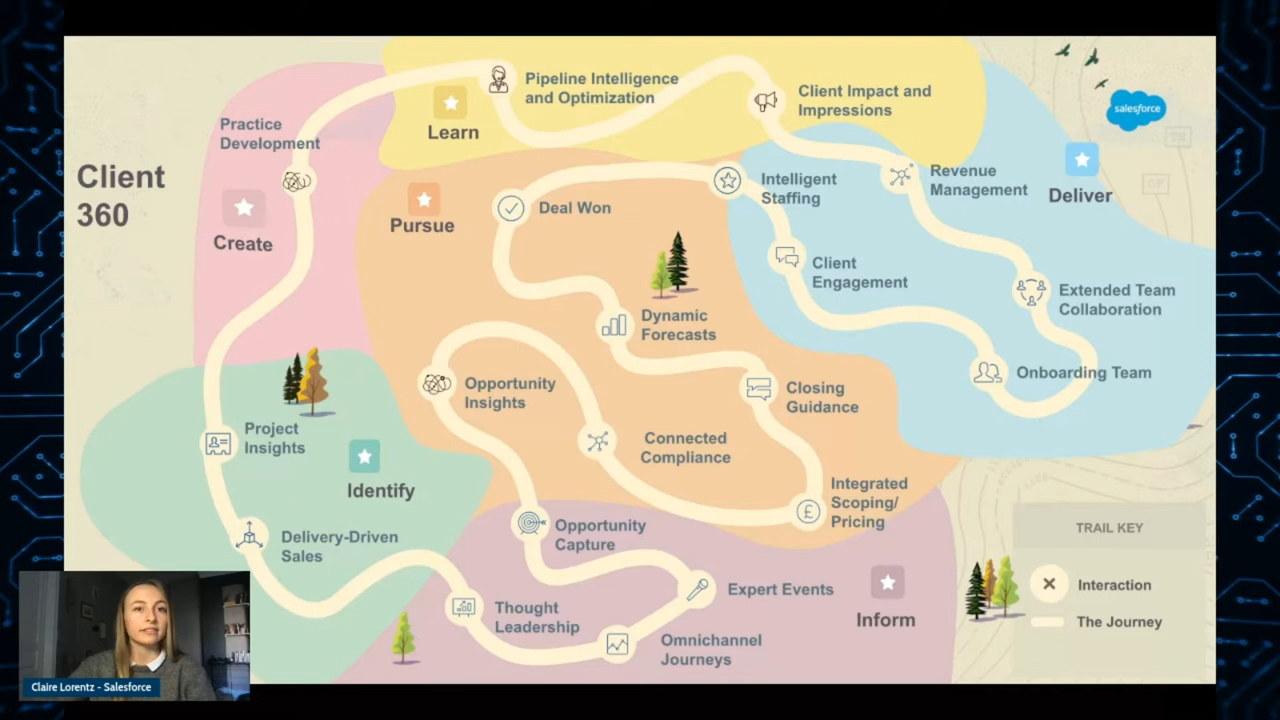 Client
360
Practice
Development
Create
Learn
Pipeline Intelligence
and Optimization
Client Impact and
Impressions
salesforce
Pursue
Deal Won
Intelligent
Staffing
Revenue
Management
Deliver
Client
Engagement
Extended Team
Collaboration
Dynamic
Forecasts
Onboarding Team
Opportunity
Insights
Closing
Guidance
Connected
Compliance
Project
Insights
Identify
Integrated
Scoping/
Pricing
£
Opportunity
Capture
Delivery-Driven
Sales
Expert Events
Inform
Thought
Leadership
Omnichannel
Journeys
TRAIL KEY
Interaction
The Journey
Claire Lorentz - Salesforce